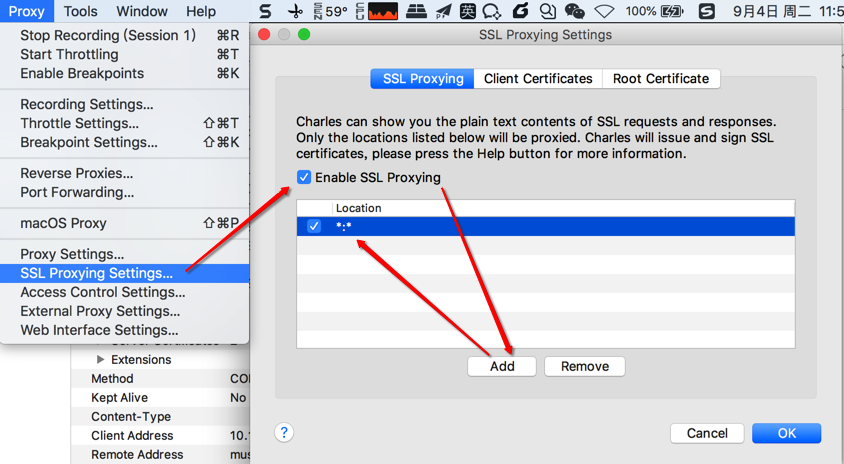 Proxy Tools Window Help 59° 英 100% 9月4日 周二 11:5
Stop Recording (Session 1) ⌘R
Start Throttling ⌘T
Enable Breakpoints ⌘K
Recording Settings...
Throttle Settings... ⇧⌘T
Breakpoint Settings... ⇧⌘K
Reverse Proxies...
Port Forwarding...
macOS Proxy ⇧⌘P
Proxy Settings...
SSL Proxying Settings...
Access Control Settings...
External Proxy Settings...
Web Interface Settings...
Extensions
Method CO
Kept Alive No
Content-Type
Client Address 10.
Remote Address mus
SSL Proxying Settings
SSL Proxying Client Certificates Root Certificate
Charles can show you the plain text contents of SSL requests and responses.
Only the locations listed below will be proxied. Charles will issue and sign SSL
certificates, please press the Help button for more information.
Enable SSL Proxying
Location
*:*
Add Remove
? Cancel OK